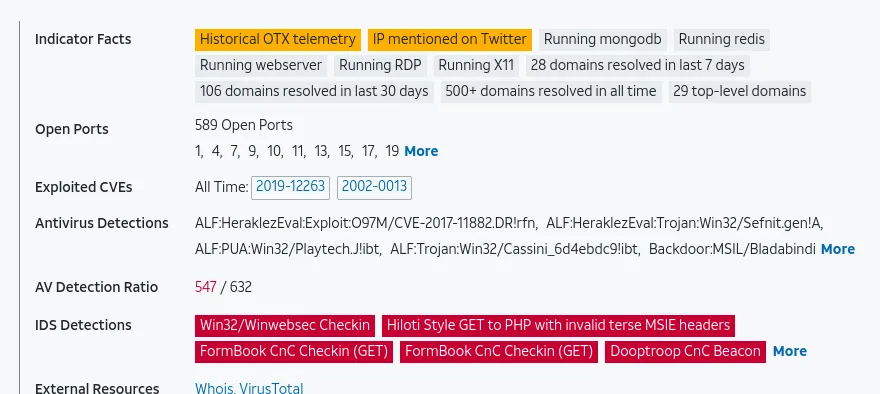 Indicator Facts Historical OTX telemetry IP mentioned on Twitter Running mongodb Running redis
Running webserver Running RDP Running X11 28 domains resolved in last 7 days
106 domains resolved in last 30 days 500+ domains resolved in all time 29 top-level domains
Open Ports 589 Open Ports
1, 4, 7, 9, 10, 11, 13, 15, 17, 19 More
Exploited CVEs All Time: 2019-12263 2002-0013
Antivirus Detections ALF:HeraklezEval:Exploit:O97M/CVE-2017-11882.DR!rfn, ALF:HeraklezEval:Trojan:Win32/Sefnit.gen!A,
ALF:PUA:Win32/Playtech.J!ibt, ALF:Trojan:Win32/Cassini_6d4ebdc9!ibt, Backdoor:MSIL/Bladabindi More
AV Detection Ratio 547 / 632
IDS Detections Win32/Winwebsec Checkin Hiloti Style GET to PHP with invalid terse MSIE headers
FormBook CnC Checkin (GET) FormBook CnC Checkin (GET) Dooptroop CnC Beacon More
External Resources Whois, VirusTotal